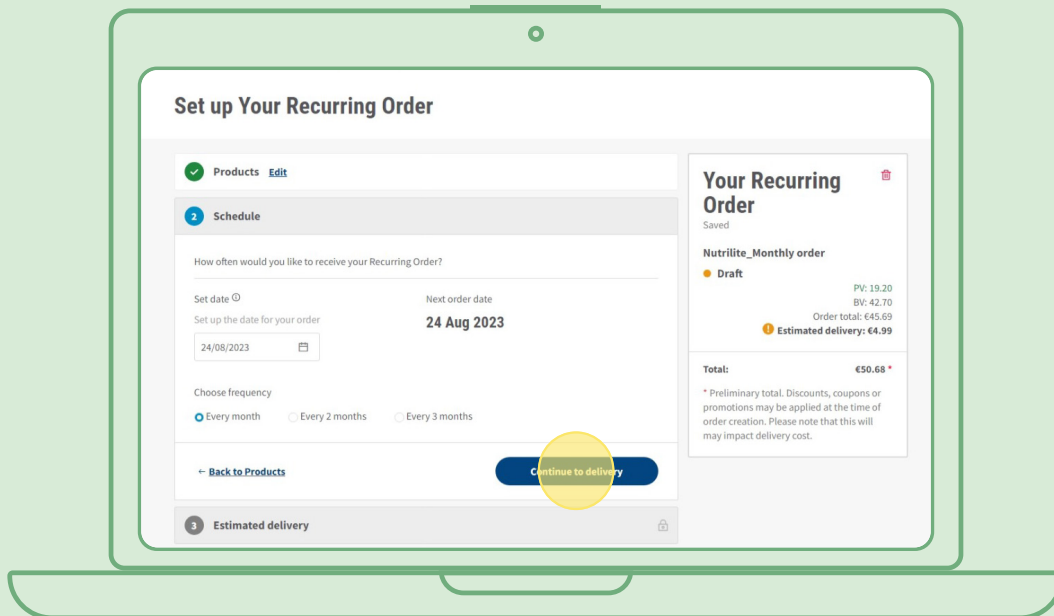 Set up Your Recurring Order
Products Edit
2 Schedule
How often would you like to receive your Recurring Order?
Set date
Set up the date for your order
24/08/2023
Next order date
24 Aug 2023
Choose frequency
Every month Every 2 months Every 3 months
← Back to Products
Continue to delivery
3 Estimated delivery
Your Recurring
Order
Saved
Nutrilite_Monthly order
Draft
PV: 19.20
BV: 42.70
Order total: €45.69
Estimated delivery: €4.99
Total: €50.68 *
* Preliminary total. Discounts, coupons or
promotions may be applied at the time of
order creation. Please note that this will
may impact delivery cost.